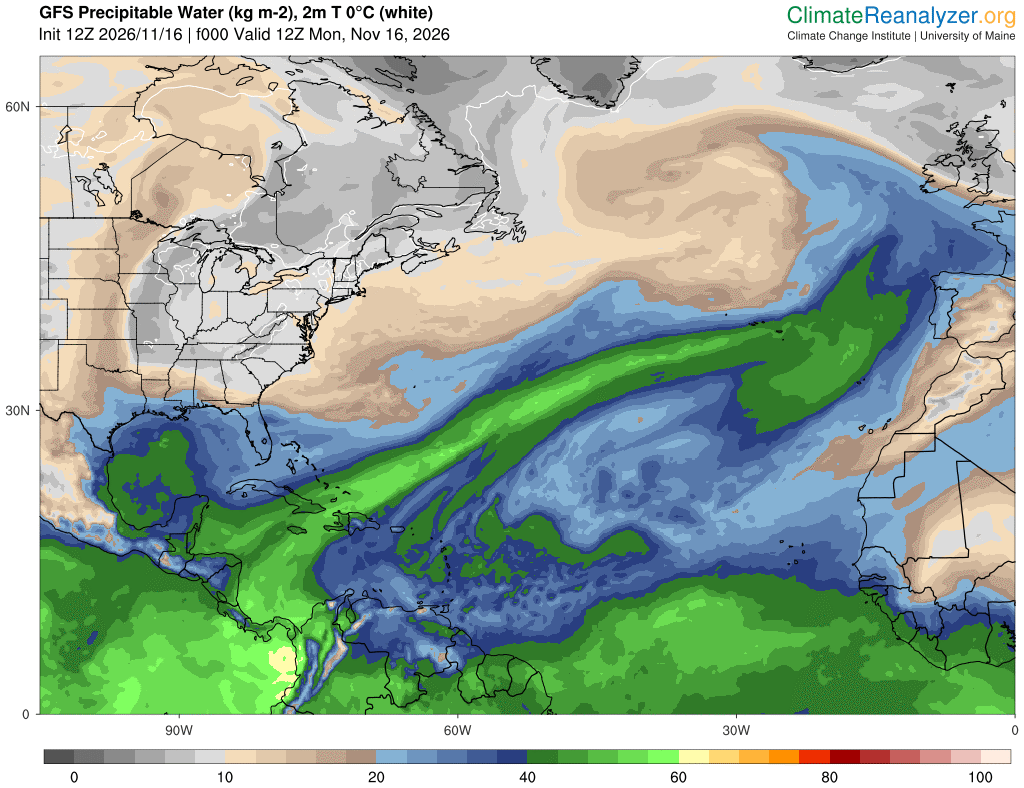 GFS Precipitable Water (kg m-2), 2m T 0°C (white)
Init 12Z 2026/11/16 | f000 Valid 12Z Mon, Nov 16, 2026
ClimateReanalyzer.org
Climate Change Institute | University of Maine
60N
30N
0
90W 60W 30W 0
0 10 20 40 60 80 100